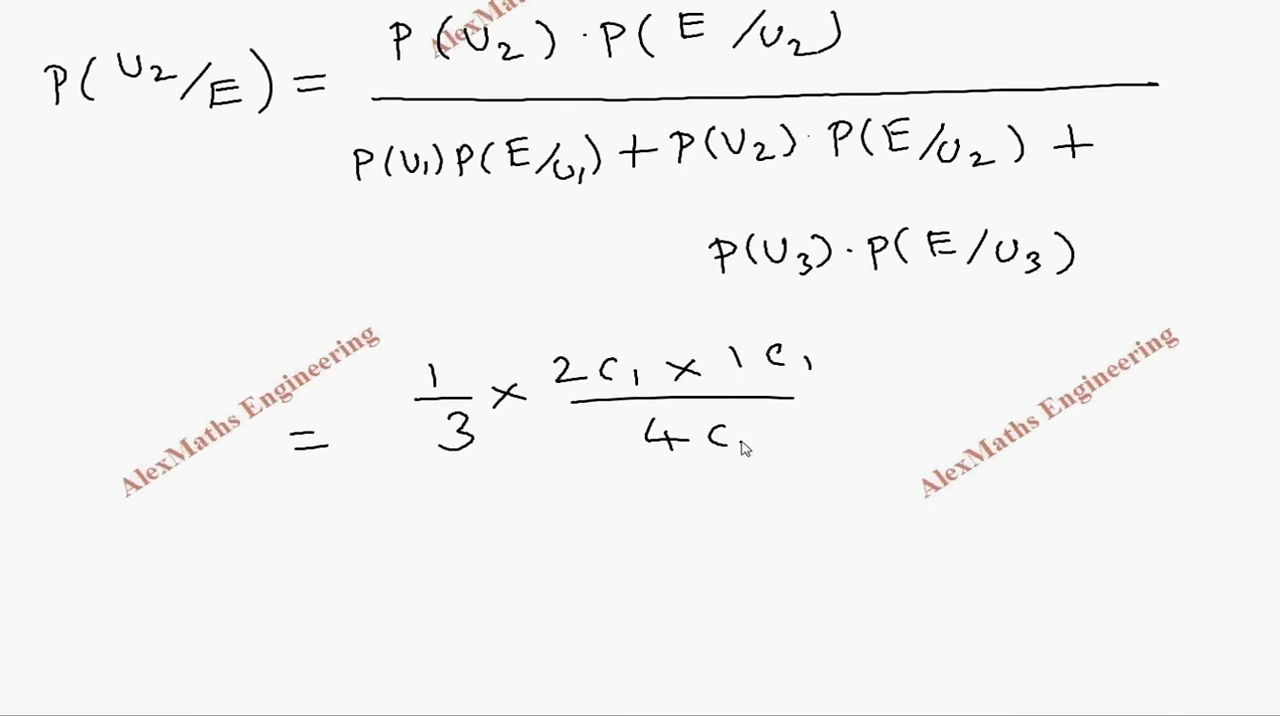 P(U₂) · P(E/U₂)
P(U₂/E) =
P(U₁)P(E/U₁) + P(U₂) · P(E/U₂) +
P(U₃) · P(E/U₃)
= 1/3 × 2C₁ × 1C₁ / 4C
AlexMaths Engineering
AlexMaths Engineering